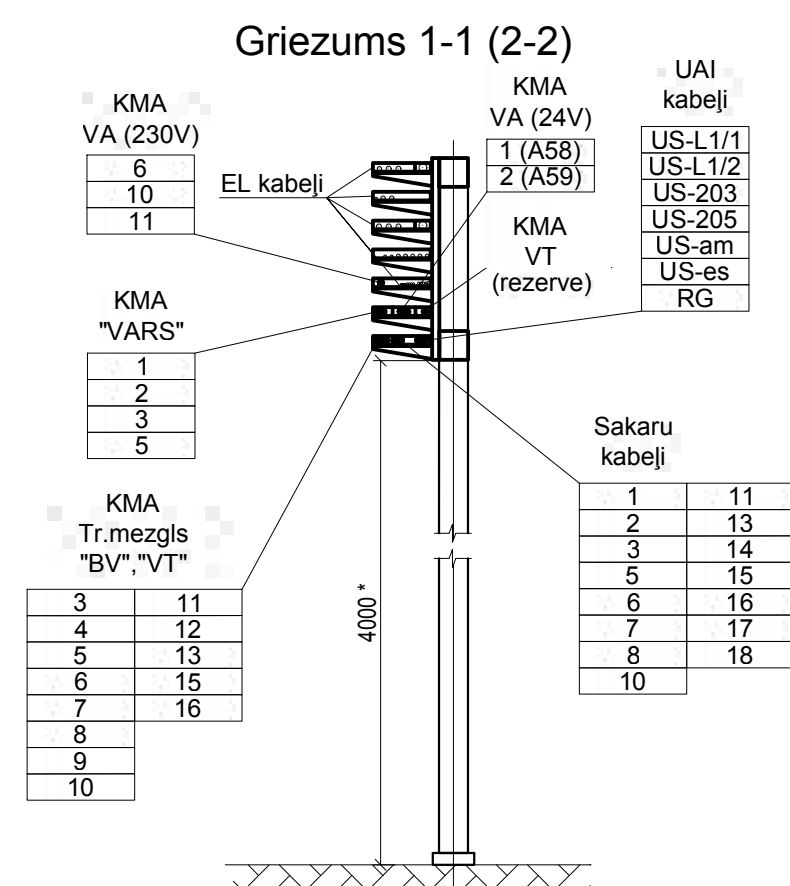 Griezums 1-1 (2-2)
KMA
VA (230V)
6
10
11
EL kabeļi
KMA
VA (24V)
1 (A58)
2 (A59)
KMA
VT
(rezerve)
UAI
kabeļi
US-L1/1
US-L1/2
US-203
US-205
US-am
US-es
RG
KMA
"VARS"
1
2
3
5
KMA
Tr.mezgls
"BV","VT"
3 11
4 12
5 13
6 15
7 16
8
9
10
4000 *
Sakaru
kabeļi
1 11
2 13
3 14
5 15
6 16
7 17
8 18
10